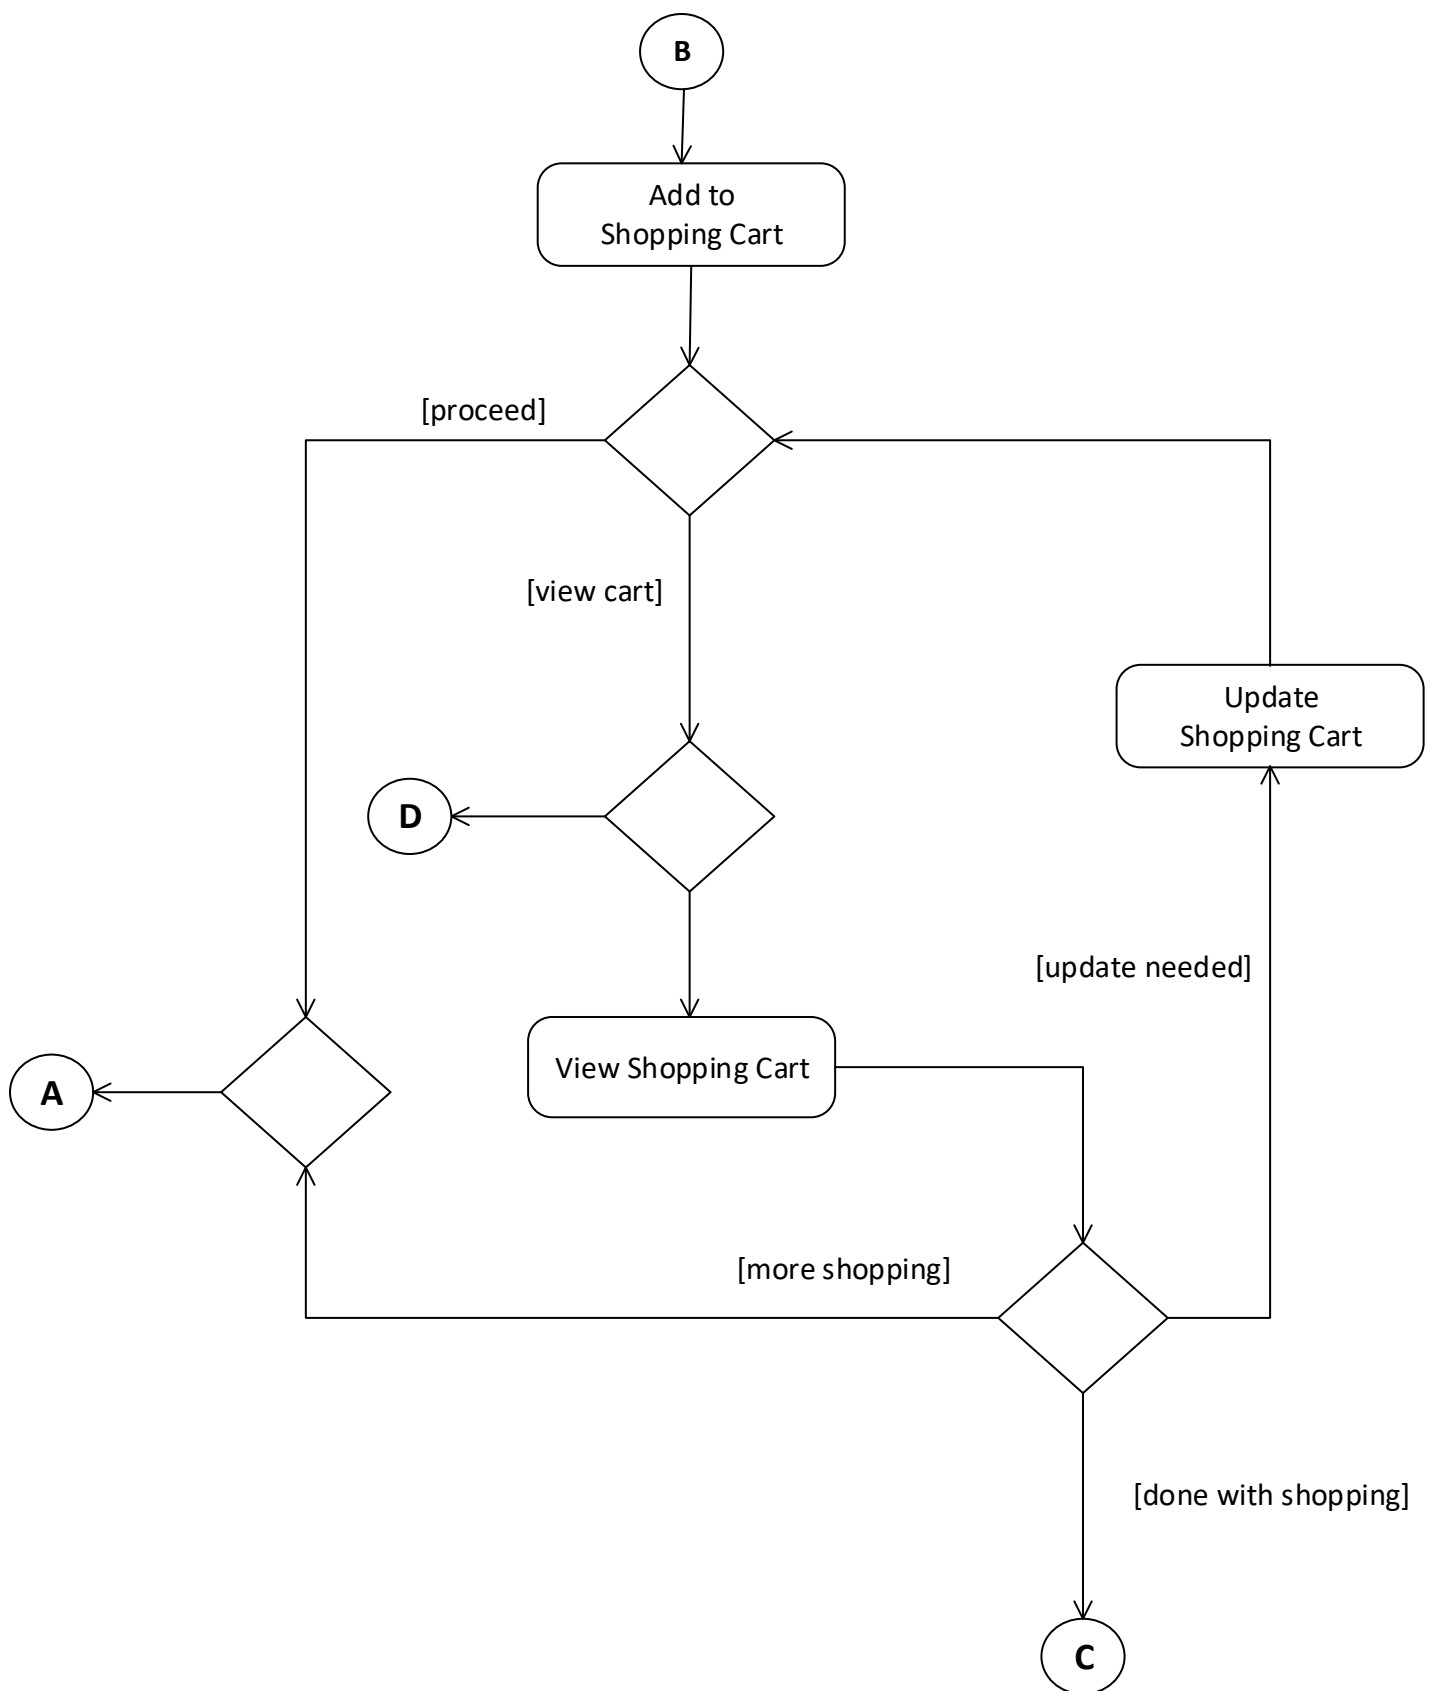 B
Add to
Shopping Cart
[proceed]
[view cart]
Update
Shopping Cart
D
[update needed]
View Shopping Cart
A
[more shopping]
[done with shopping]
C